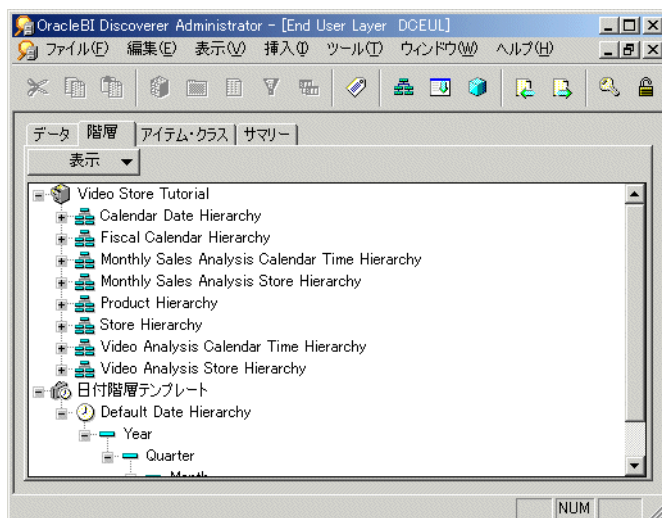 OracleBI Discoverer Administrator - [End User Layer DCEUL]
ファイル(F) 編集(E) 表示(V) 挿入(I) ツール(T) ウィンドウ(W) ヘルプ(H)
データ 階層 アイテム・クラス サマリー
表示
Video Store Tutorial
Calendar Date Hierarchy
Fiscal Calendar Hierarchy
Monthly Sales Analysis Calendar Time Hierarchy
Monthly Sales Analysis Store Hierarchy
Product Hierarchy
Store Hierarchy
Video Analysis Calendar Time Hierarchy
Video Analysis Store Hierarchy
日付階層テンプレート
Default Date Hierarchy
Year
Quarter
Month
NUM